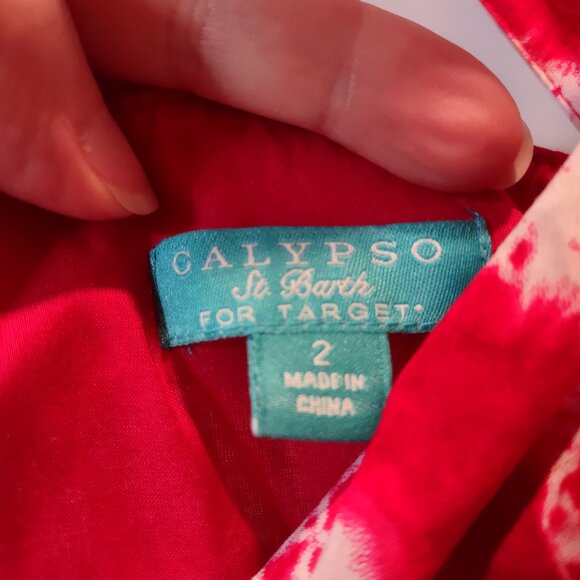 CALYPSO
St. Barth
FOR TARGET
2
MADE IN
CHINA